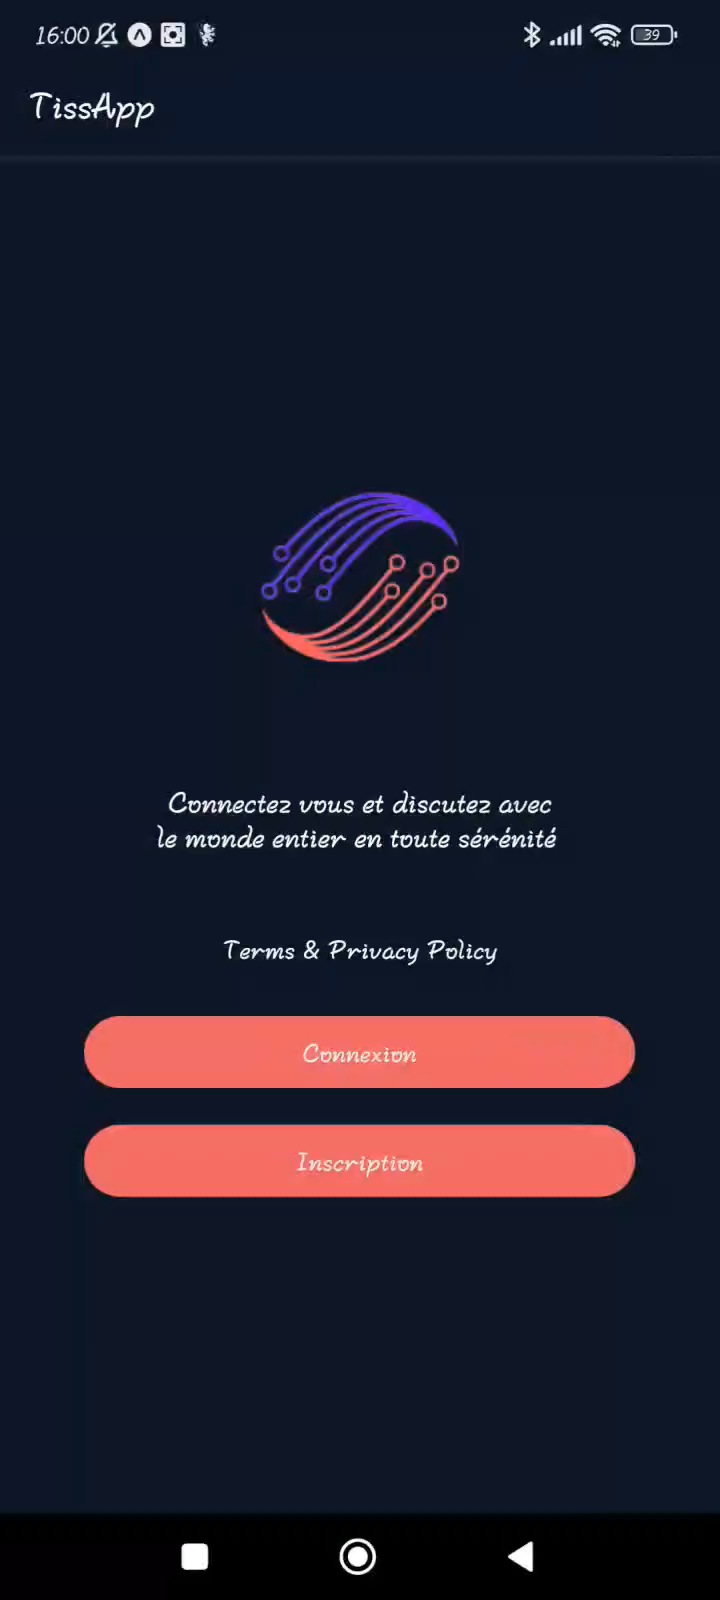 16:00
39
TissApp
Connectez vous et discutez avec
le monde entier en toute sérénité
Terms & Privacy Policy
Connexion
Inscription